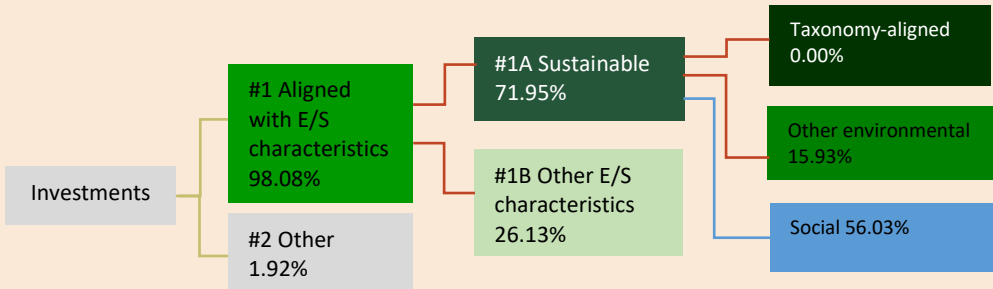 Investments
#1 Aligned
with E/S
characteristics
98.08%
#2 Other
1.92%
#1A Sustainable
71.95%
#1B Other E/S
characteristics
26.13%
Taxonomy-aligned
0.00%
Other environmental
15.93%
Social 56.03%